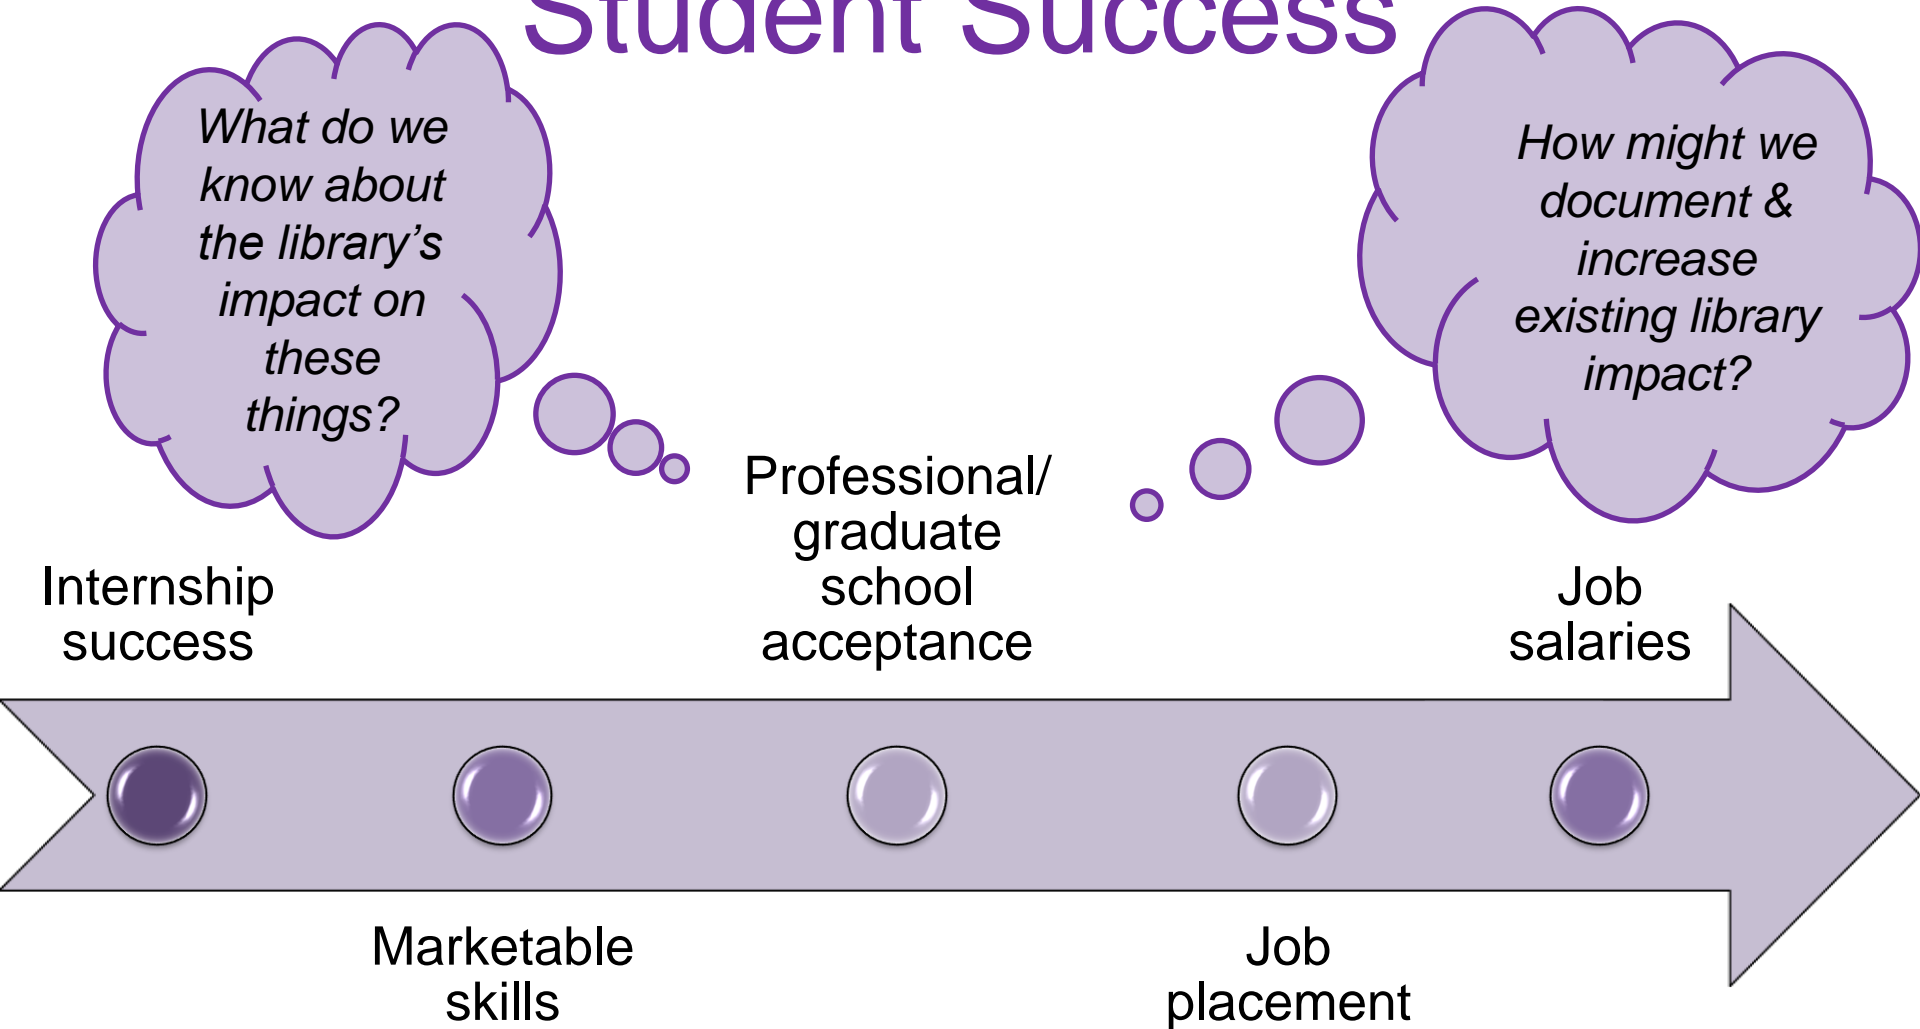 Student Success
What do we
know about
the library’s
impact on
these
things?
How might we
document &
increase
existing library
impact?
Internship
success
Marketable
skills
Professional/
graduate
school
acceptance
Job
placement
Job
salaries